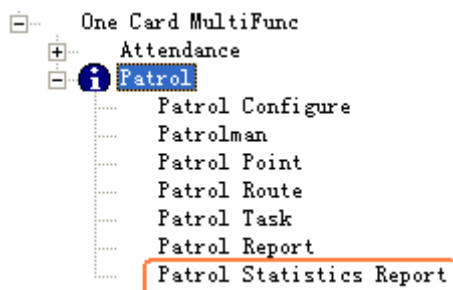 One Card MultiFunc
Attendance
Patrol
Patrol Configure
Patrolman
Patrol Point
Patrol Route
Patrol Task
Patrol Report
Patrol Statistics Report